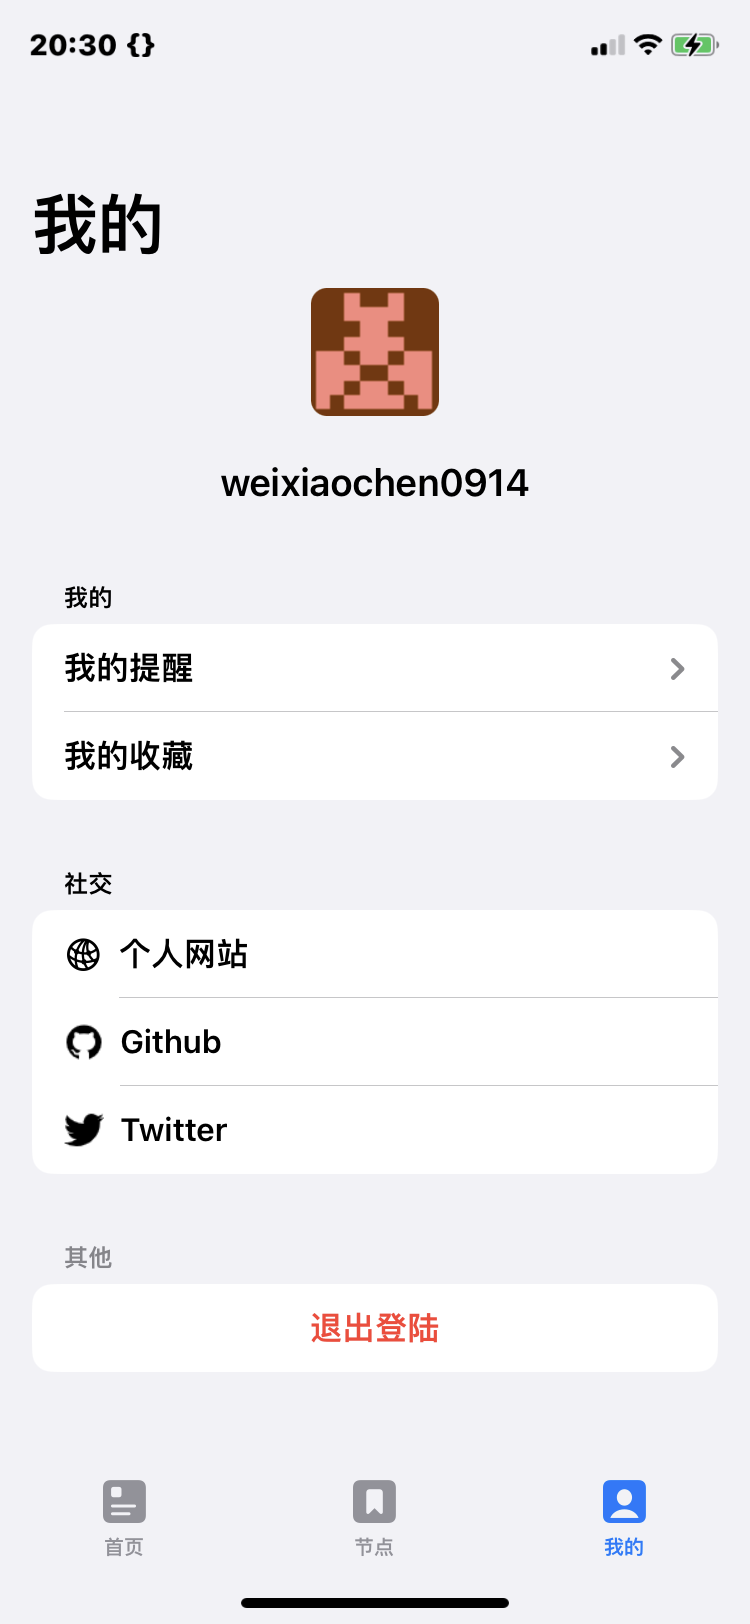 20:30 {}
我的
weixiaochen0914
我的
我的提醒
我的收藏
社交
个人网站
Github
Twitter
其他
退出登陆
首页
节点
我的